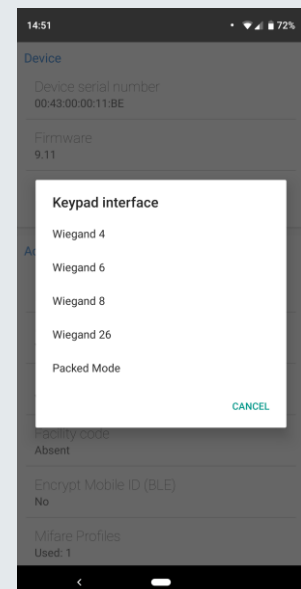 14:51
72%
Device
Device serial number
00:43:00:00:11:BE
Firmware
9.11
Keypad interface
Wiegand 4
Wiegand 6
Wiegand 8
Wiegand 26
Packed Mode
CANCEL
Facility code
Absent
Encrypt Mobile ID (BLE)
No
Mifare Profiles
Used: 1